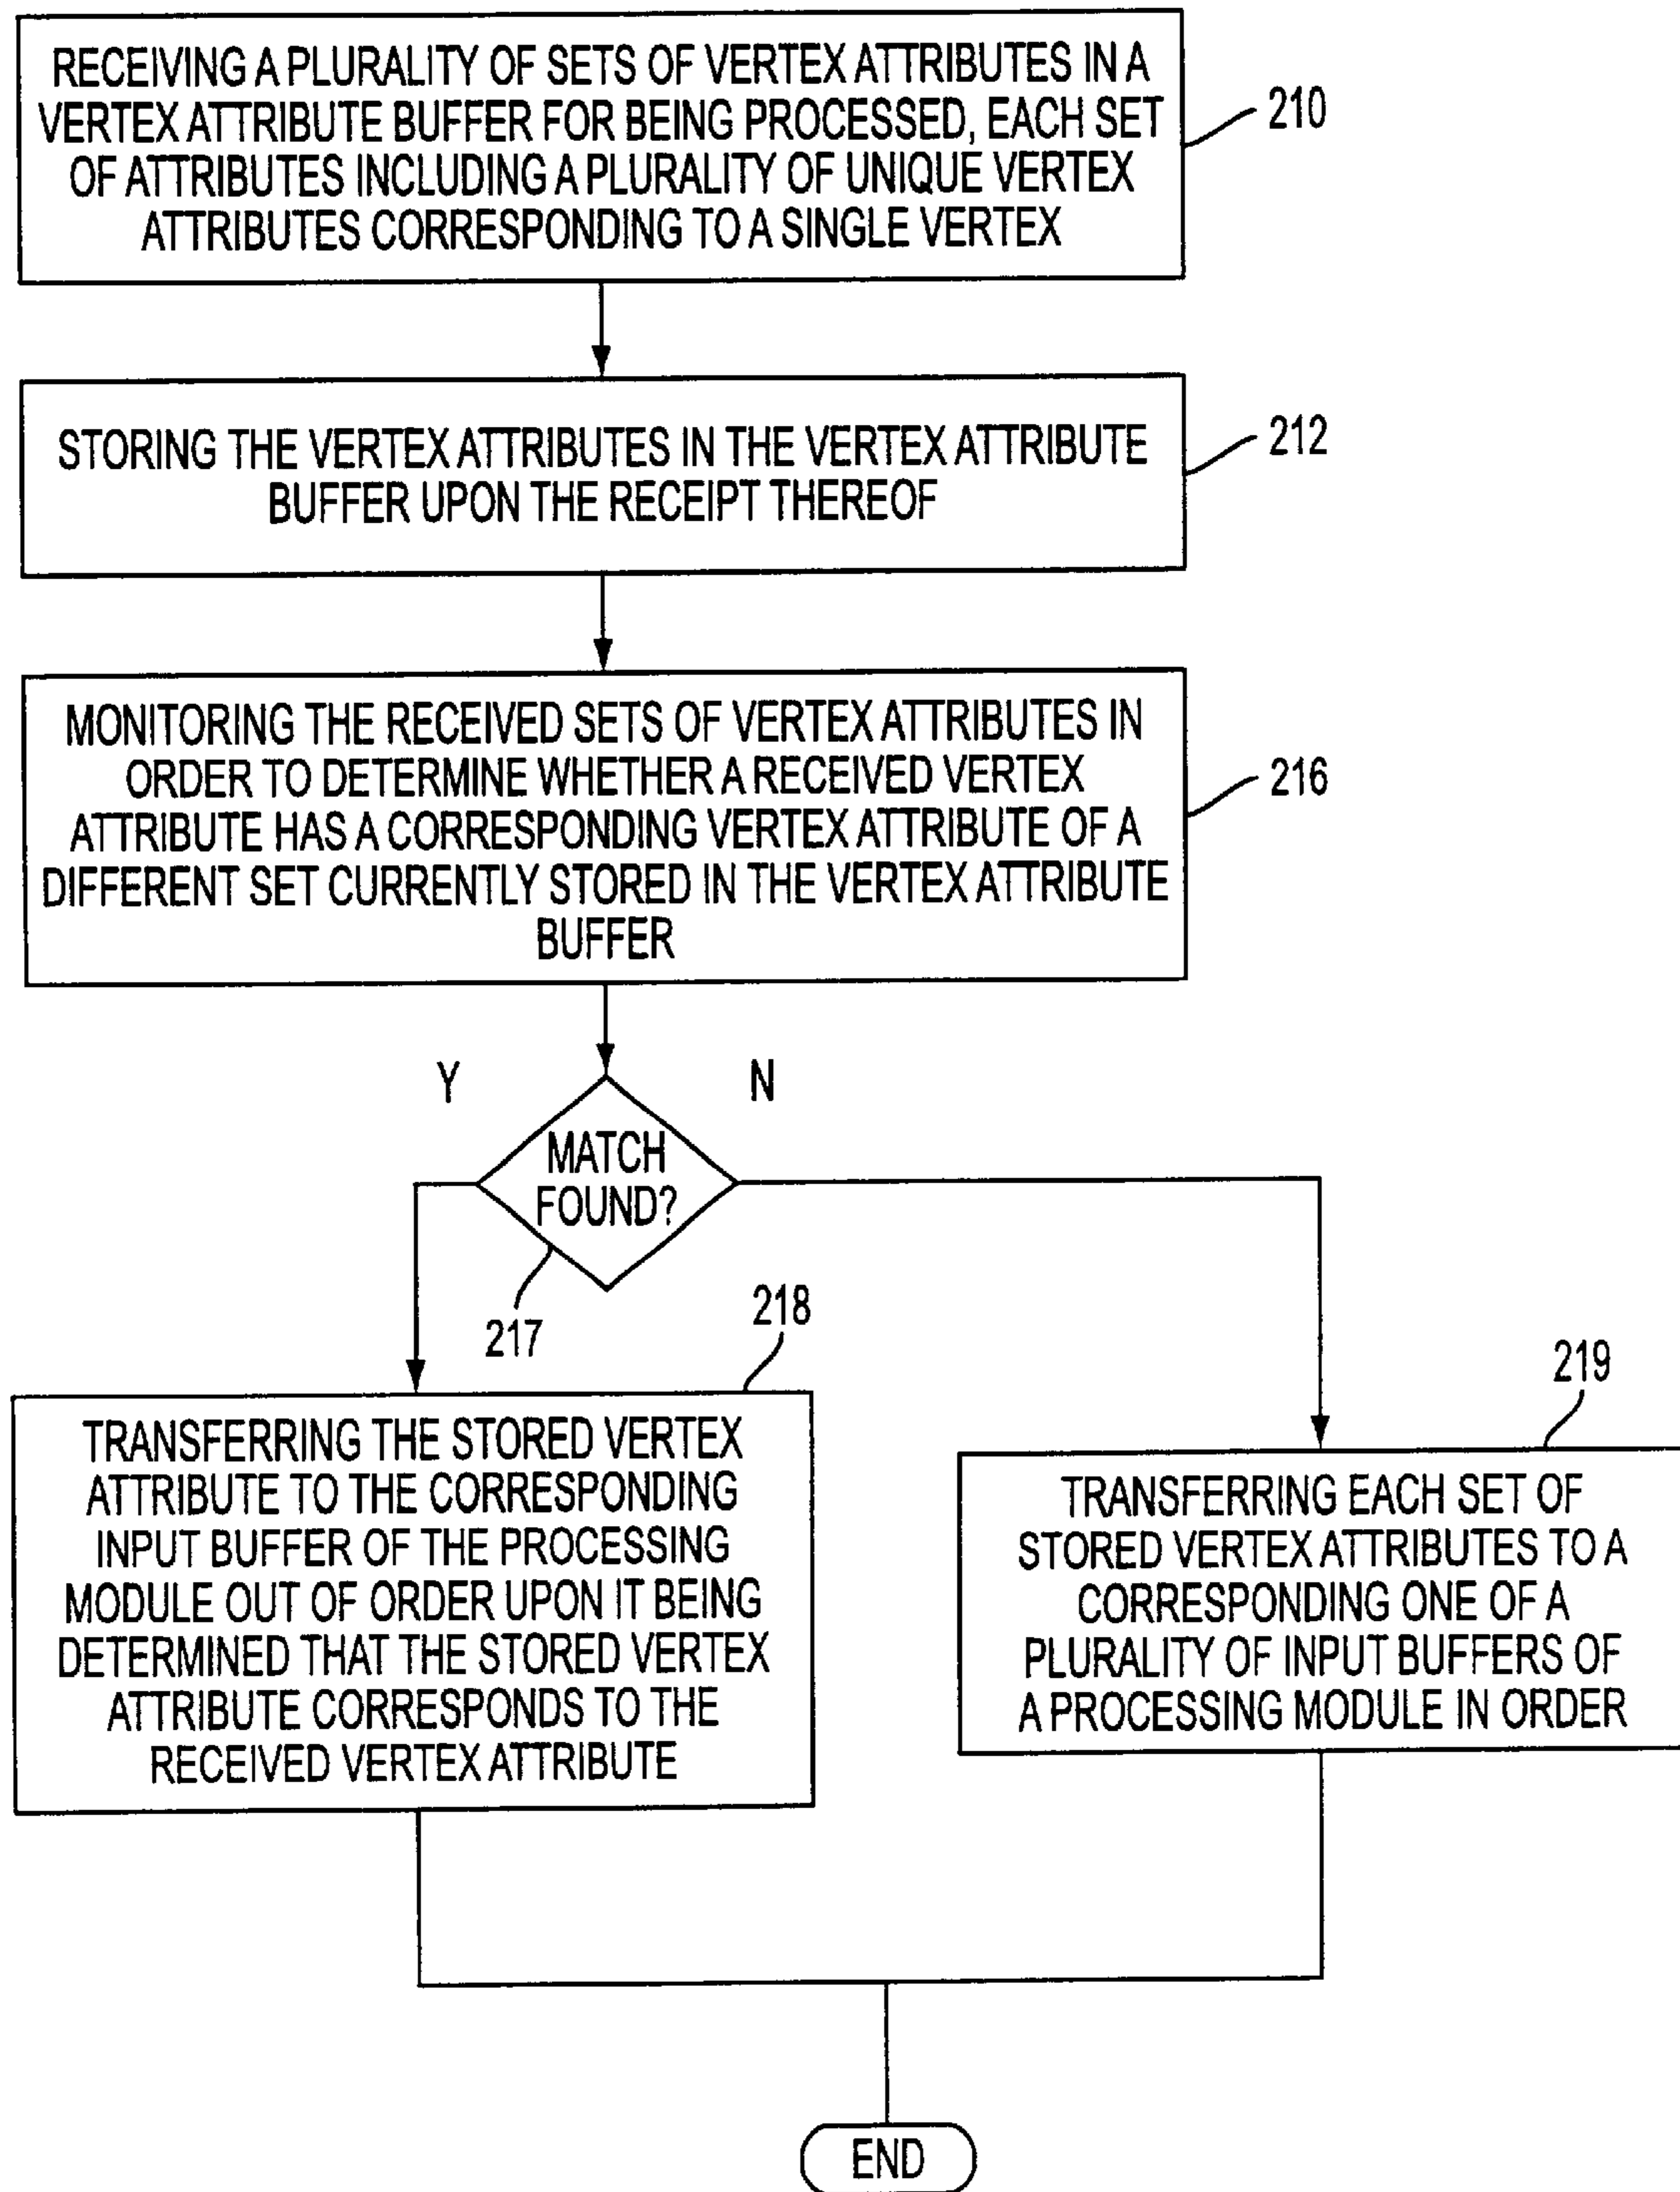 RECEIVING A PLURALITY OF SETS OF VERTEX ATTRIBUTES IN A
VERTEX ATTRIBUTE BUFFER FOR BEING PROCESSED, EACH SET
OF ATTRIBUTES INCLUDING A PLURALITY OF UNIQUE VERTEX
ATTRIBUTES CORRESPONDING TO A SINGLE VERTEX
210
STORING THE VERTEX ATTRIBUTES IN THE VERTEX ATTRIBUTE
BUFFER UPON THE RECEIPT THEREOF
212
MONITORING THE RECEIVED SETS OF VERTEX ATTRIBUTES IN
ORDER TO DETERMINE WHETHER A RECEIVED VERTEX
ATTRIBUTE HAS A CORRESPONDING VERTEX ATTRIBUTE OF A
DIFFERENT SET CURRENTLY STORED IN THE VERTEX ATTRIBUTE
BUFFER
216
Y
N
MATCH
FOUND?
217
218
TRANSFERRING THE STORED VERTEX
ATTRIBUTE TO THE CORRESPONDING
INPUT BUFFER OF THE PROCESSING
MODULE OUT OF ORDER UPON IT BEING
DETERMINED THAT THE STORED VERTEX
ATTRIBUTE CORRESPONDS TO THE
RECEIVED VERTEX ATTRIBUTE
219
TRANSFERRING EACH SET OF
STORED VERTEX ATTRIBUTES TO A
CORRESPONDING ONE OF A
PLURALITY OF INPUT BUFFERS OF
A PROCESSING MODULE IN ORDER
END